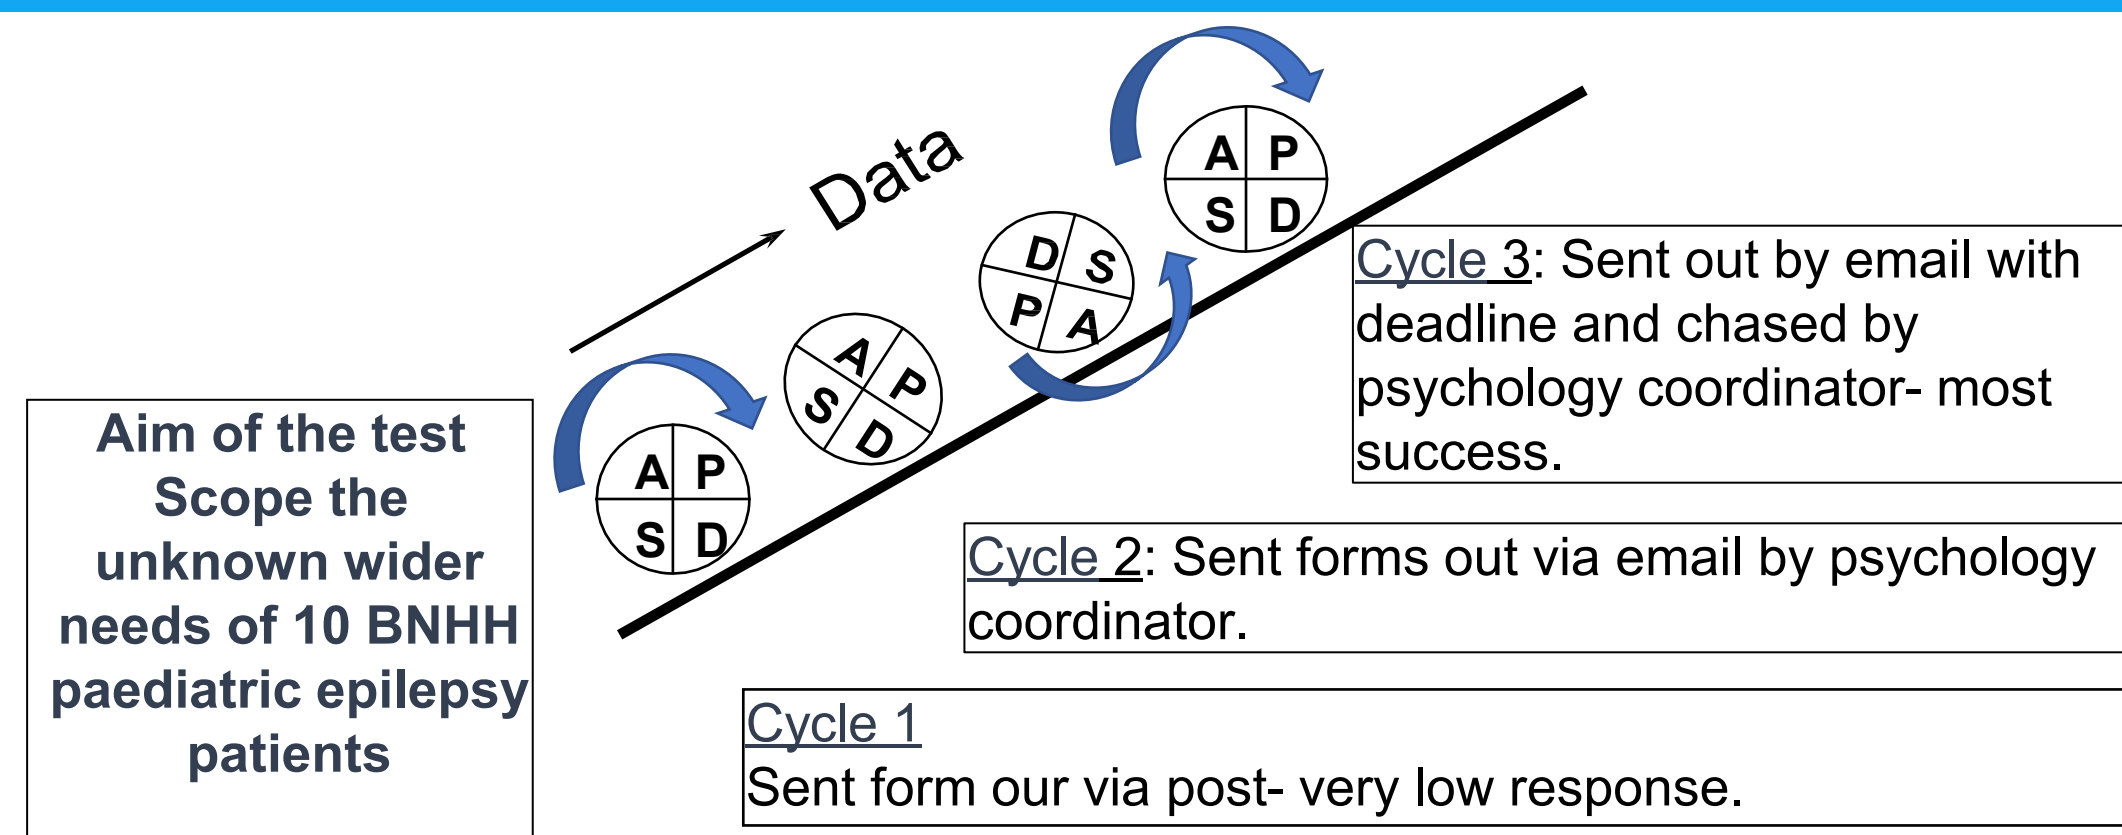 Data
A P
S D
A P
S D
D S
P A
A P
S D
Aim of the test
Scope the
unknown wider
needs of 10 BNHH
paediatric epilepsy
patients
Cycle 3: Sent out by email with
deadline and chased by
psychology coordinator- most
success.
Cycle 2: Sent forms out via email by psychology
coordinator.
Cycle 1
Sent form our via post- very low response.